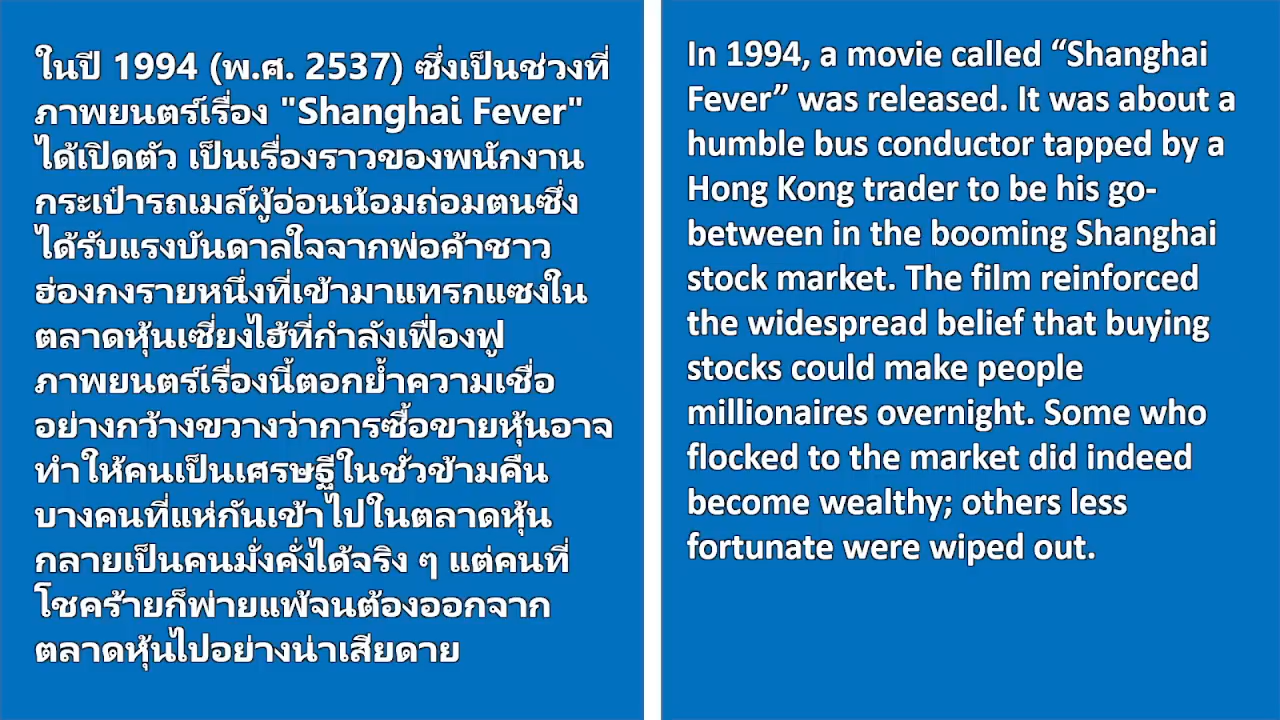 ในปี 1994 (พ.ศ. 2537) ซึ่งเป็นช่วงที่
ภาพยนตร์เรื่อง "Shanghai Fever"
ได้เปิดตัว เป็นเรื่องราวของพนักงาน
กระเป๋ารถเมล์ผู้อ่อนน้อมถ่อมตนซึ่ง
ได้รับแรงบันดาลใจจากพ่อค้าชาว
ฮ่องกงรายหนึ่งที่เข้ามาแทรกแซงใน
ตลาดหุ้นเซี่ยงไฮ้ที่กำลังเฟื่องฟู
ภาพยนตร์เรื่องนี้ตอกย้ำความเชื่อ
อย่างกว้างขวางว่าการซื้อขายหุ้นอาจ
ทำให้คนเป็นเศรษฐีในชั่วข้ามคืน
บางคนที่แห่กันเข้าไปในตลาดหุ้น
กลายเป็นคนมั่งคั่งได้จริง ๆ แต่คนที่
โชคร้ายก็พ่ายแพ้จนต้องออกจาก
ตลาดหุ้นไปอย่างน่าเสียดาย
In 1994, a movie called “Shanghai
Fever” was released. It was about a
humble bus conductor tapped by a
Hong Kong trader to be his go-
between in the booming Shanghai
stock market. The film reinforced
the widespread belief that buying
stocks could make people
millionaires overnight. Some who
flocked to the market did indeed
become wealthy; others less
fortunate were wiped out.